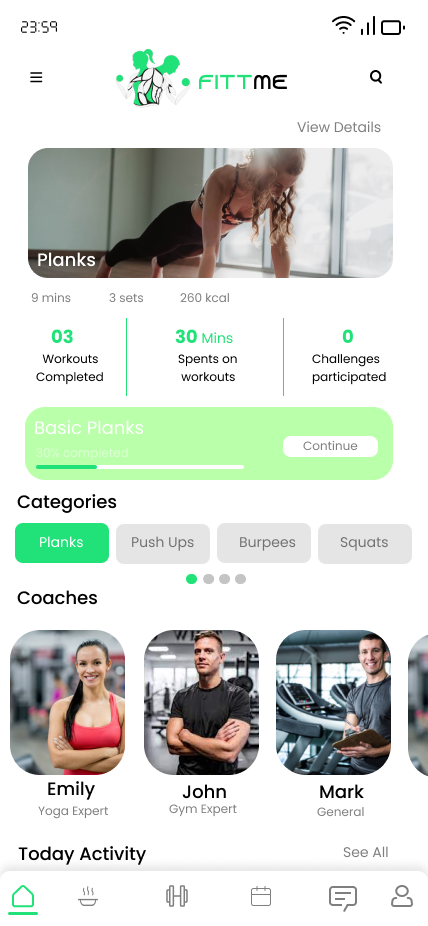 23:59
FITTME
View Details
Planks
9 mins 3 sets 260 kcal
03 30 Mins 0
Workouts Spents on Challenges
Completed workouts participated
Basic Planks
30% completed
Continue
Categories
Planks Push Ups Burpees Squats
Coaches
Emily John Mark
Yoga Expert Gym Expert General
Today Activity See All